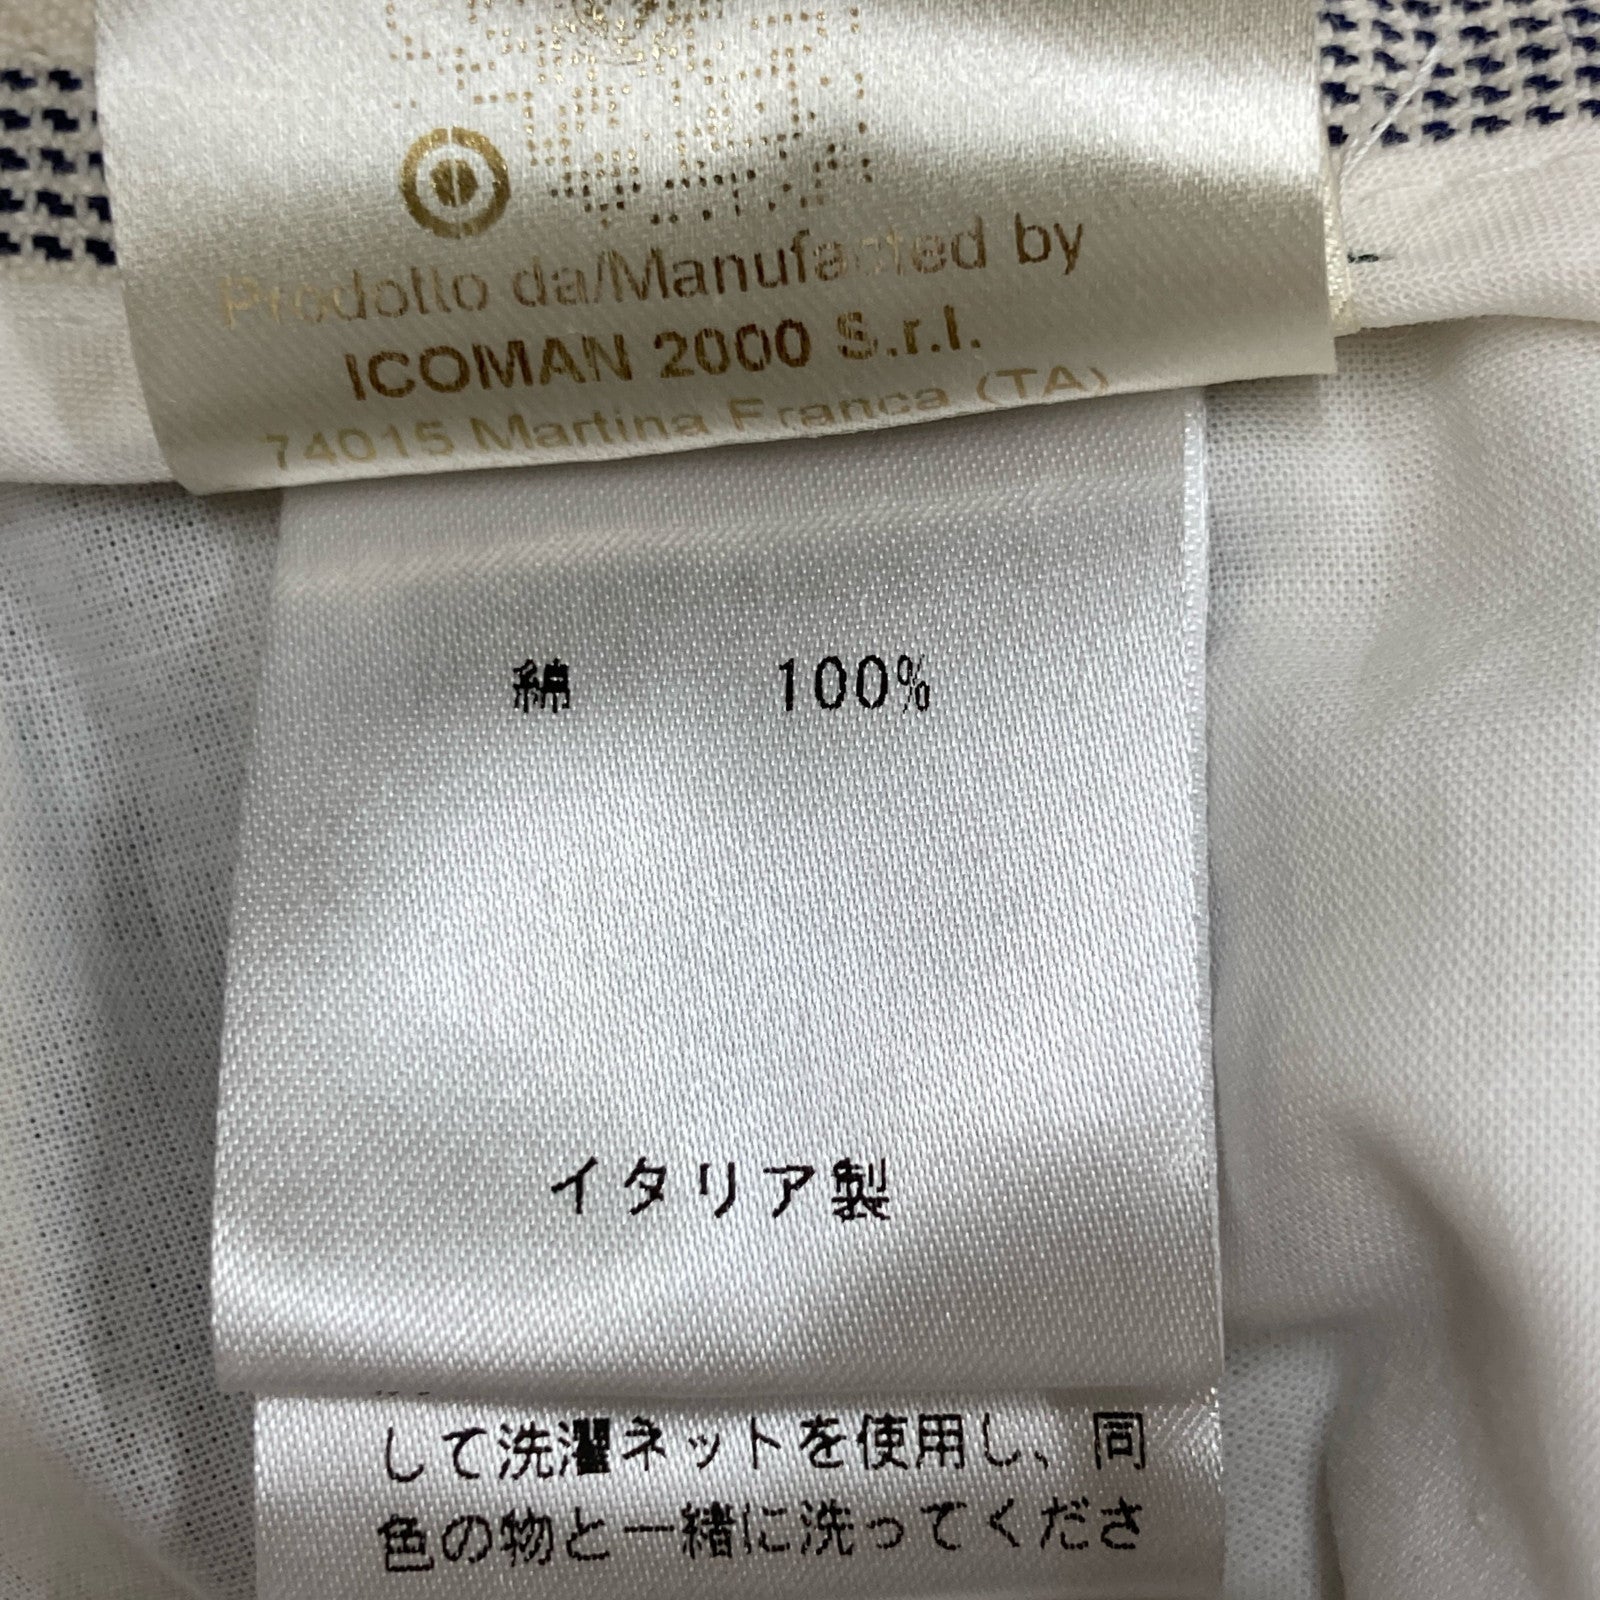 Prodotto da/Manufacted by
ICOMAN 2000 S.r.l.
74015 Martina Franca (TA)
綿 100%
イタリア製
して洗濯ネットを使用し、同
色の物と一緒に洗ってくださ